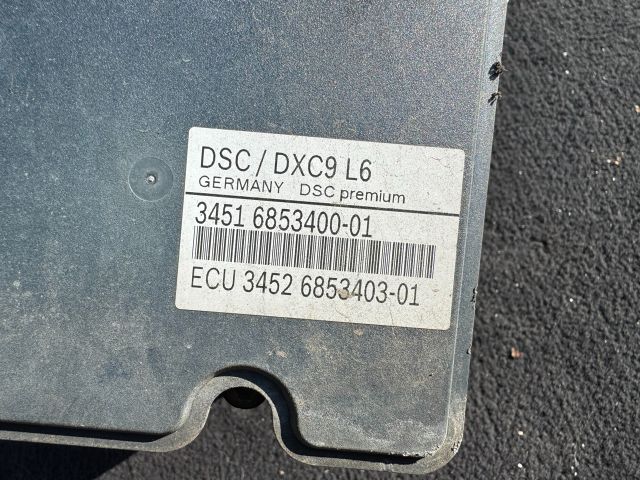 DSC / DXC9 L6
GERMANY DSC premium
3451 6853400-01
ECU 3452 6853403-01